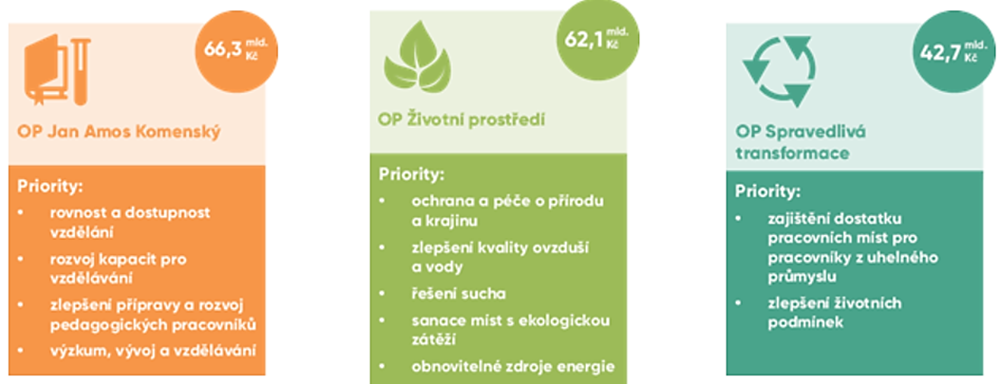 66,3 mld. Kč
OP Jan Amos Komenský
Priority:
• rovnost a dostupnost
vzdělání
• rozvoj kapacit pro
vzdělávání
• zlepšení přípravy a rozvoj
pedagogických pracovníků
• výzkum, vývoj a vzdělávání
62,1 mld. Kč
OP Životní prostředí
Priority:
• ochrana a péče o přírodu
a krajinu
• zlepšení kvality ovzduší
a vody
• řešení sucha
• sanace míst s ekologickou
zátěží
• obnovitelné zdroje energie
42,7 mld. Kč
OP Spravedlivá
transformace
Priority:
• zajištění dostatku
pracovních míst pro
pracovníky z uhelného
průmyslu
• zlepšení životních
podmínek